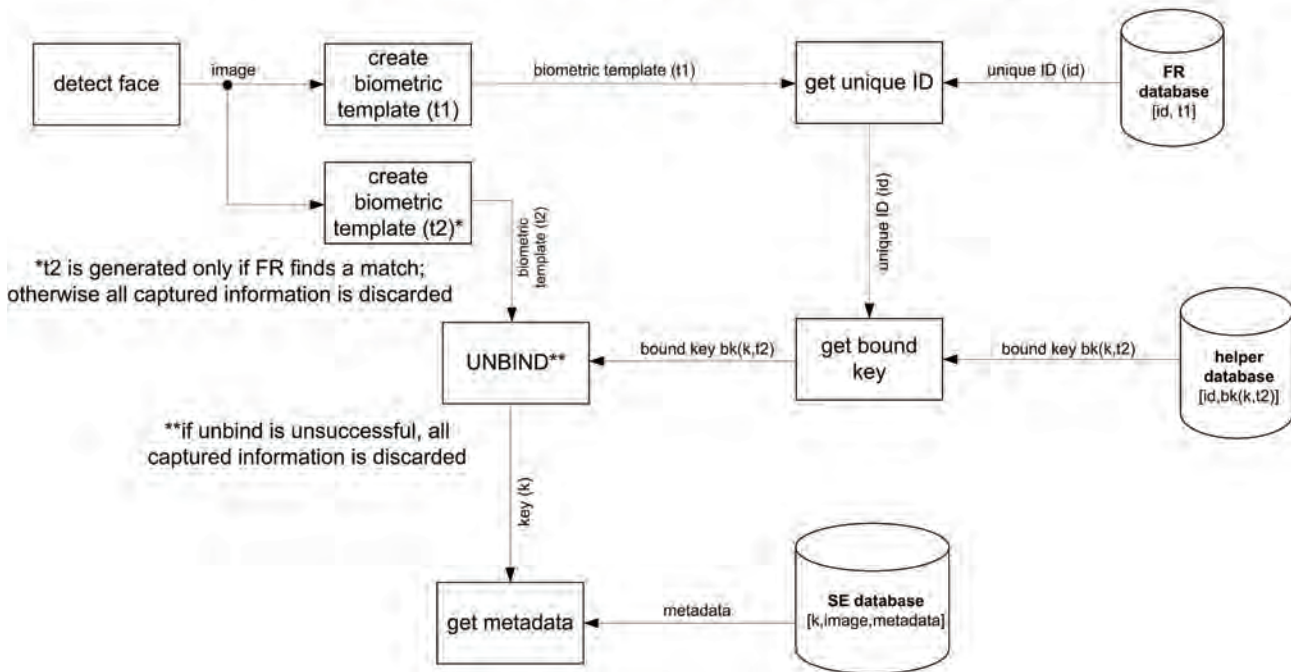 detect face
image
create
biometric
template (t1)
biometric template (t1)
get unique ID
unique ID (id)
FR
database
[id, t1]
create
biometric
template (t2)*
biometric
template (t2)
unique ID (id)
*t2 is generated only if FR finds a match;
otherwise all captured information is discarded
UNBIND**
bound key bk(k,t2)
get bound
key
bound key bk(k,t2)
helper
database
[id,bk(k,t2)]
**if unbind is unsuccessful, all
captured information is discarded
key (k)
get metadata
metadata
SE database
[k,image,metadata]